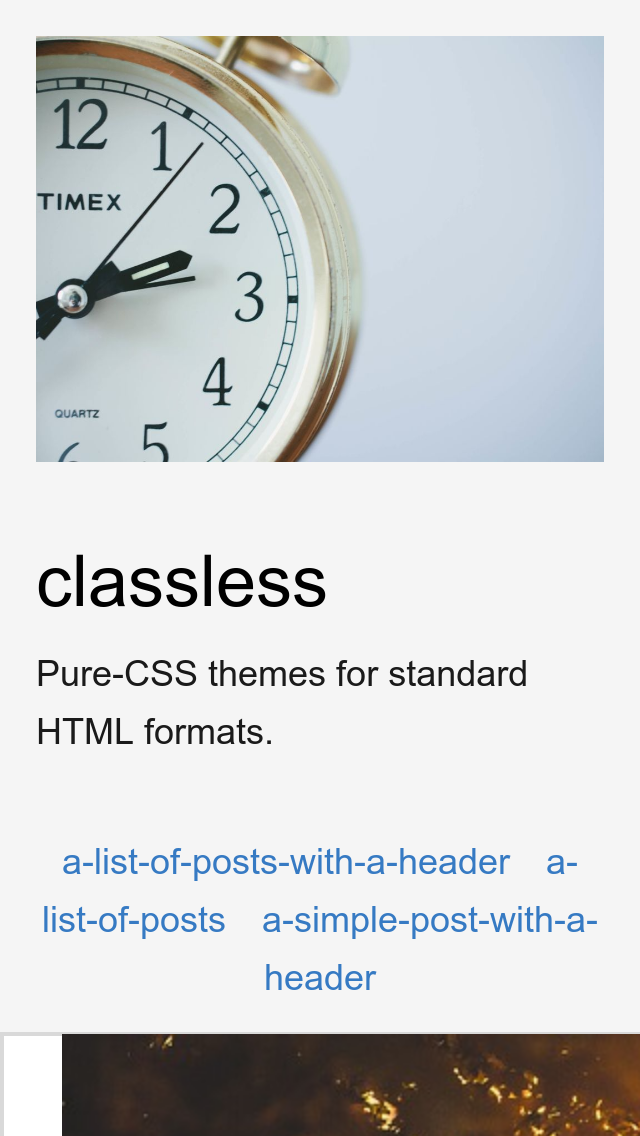 12
1
TIMEX
2
3
4
QUARTZ
5
6
classless
Pure-CSS themes for standard
HTML formats.
a-list-of-posts-with-a-header a-
list-of-posts a-simple-post-with-a-
header